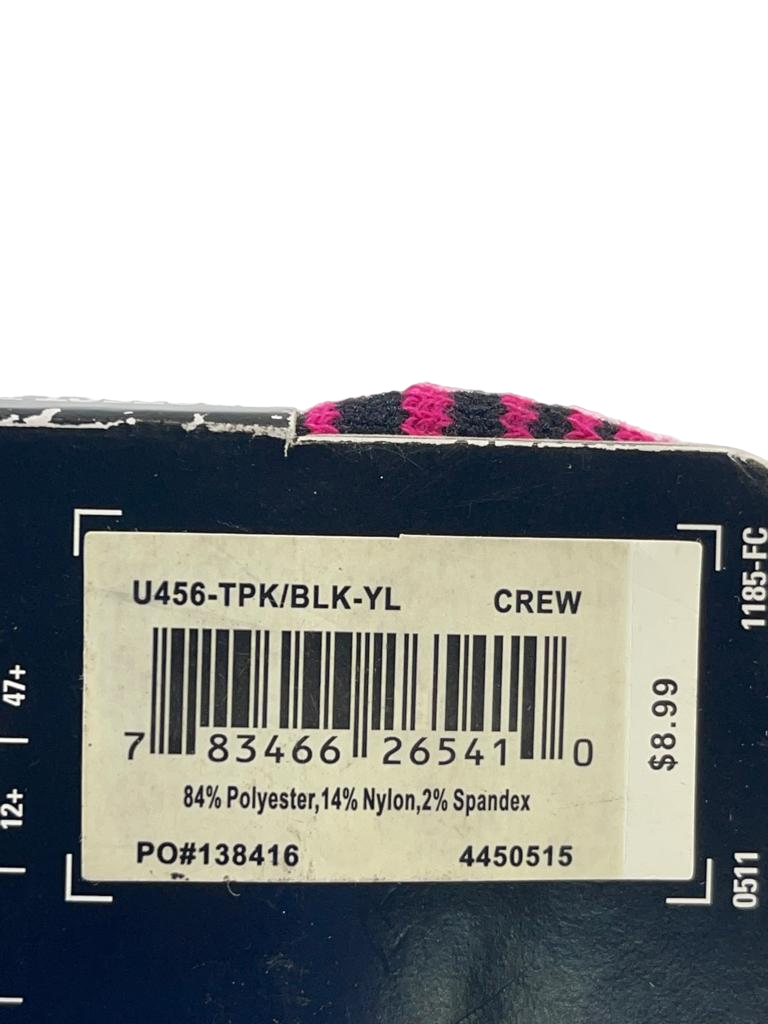 U456-TPK/BLK-YL CREW
7 83466 26541 0
84% Polyester,14% Nylon,2% Spandex
PO#138416 4450515
$8.99
1185-FC
0511
47+
12+